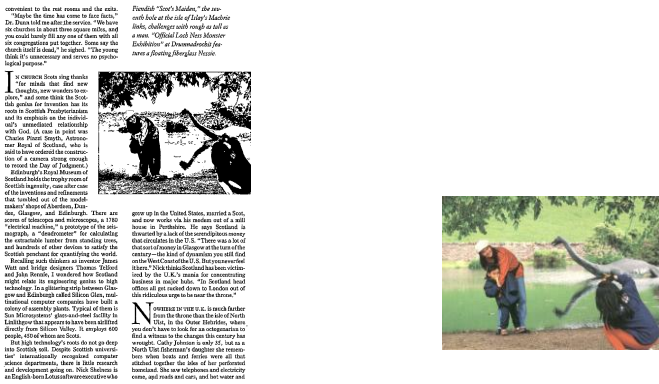 convenient to the rest rooms and the exits.
"Maybe the time has come to face facts,"
Dr. Dunn told me after the service. "We have
six churches in about three square miles, and
you could barely fill any one of them with all
six congregations put together. Some say the
church itself is dead," he sighed. "The young
think it's unnecessary and serves no psycho-
logical purpose."
IN CHURCH Scots sing thanks
"for minds that find new
thoughts, new wonders to ex-
plore," and some think the Scot-
tish genius for invention has its
roots in Scottish Presbyterianism
and its emphasis on the individ-
ual's unmediated relationship
with God. (A case in point was
Charles Piazzi Smyth, Astrono-
mer Royal of Scotland, who is
said to have ordered the construc-
tion of a camera strong enough
to record the Day of Judgment.)
Edinburgh's Royal Museum of
Scotland holds the trophy room of
Scottish ingenuity, case after case
of the inventions and refinements
that tumbled out of the model-
makers' shops of Aberdeen, Dun-
dee, Glasgow, and Edinburgh. There are
scores of telescopes and microscopes, a 1780
"electrical machine," a prototype of the seis-
mograph, a "dendrometer" for calculating
the extractable lumber from standing trees,
and hundreds of other devices to satisfy the
Scottish penchant for quantifying the world.
Recalling such thinkers as inventor James
Watt and bridge designers Thomas Telford
and John Rennie, I wondered how Scotland
might relate its engineering genius to high
technology. In a glittering strip between Glas-
gow and Edinburgh called Silicon Glen, mul-
tinational computer companies have built a
colony of assembly plants. Typical of them is
Sun Microsystems' glass-and-steel facility in
Linlithgow that appears to have been airlifted
directly from Silicon Valley. It employs 600
people, 450 of whom are Scots.
But high technology's roots do not go deep
into Scottish soil. Despite Scottish universi-
ties' internationally recognized computer
science departments, there is little research
and development going on. Nick Shelness is
an English-born Lotus software executive who
Fiendish "Scot's Maiden," the sev-
enth hole at the isle of Islay's Machrie
links, challenges with rough as tall as
a man. "Official Loch Ness Monster
Exhibition" at Drumnadrochit fea-
tures a floating fiberglass Nessie.
grew up in the United States, married a Scot,
and now works via his modem out of a mill
house in Perthshire. He says Scotland is
thwarted by a lack of the serendipitous money
that circulates in the U.S. "There was a lot of
that sort of money in Glasgow at the turn of the
century—the kind of dynamism you still find
on the West Coast of the U.S. But you never feel
it here." Nick thinks Scotland has been victim-
ized by the U.K.'s mania for concentrating
business in major hubs. "In Scotland head
offices all get sucked down to London out of
this ridiculous urge to be near the throne."
NOWHERE IN THE U.K. is much farther
from the throne than the isle of North
Uist, in the Outer Hebrides, where
you don't have to look for an octogenarian to
find a witness to the changes this century has
wrought. Cathy Johnson is only 35, but as a
North Uist fisherman's daughter she remem-
bers when boats and ferries were all that
stitched together the isles of her perforated
homeland. She saw telephones and electricity
come, and roads and cars, and hot water and